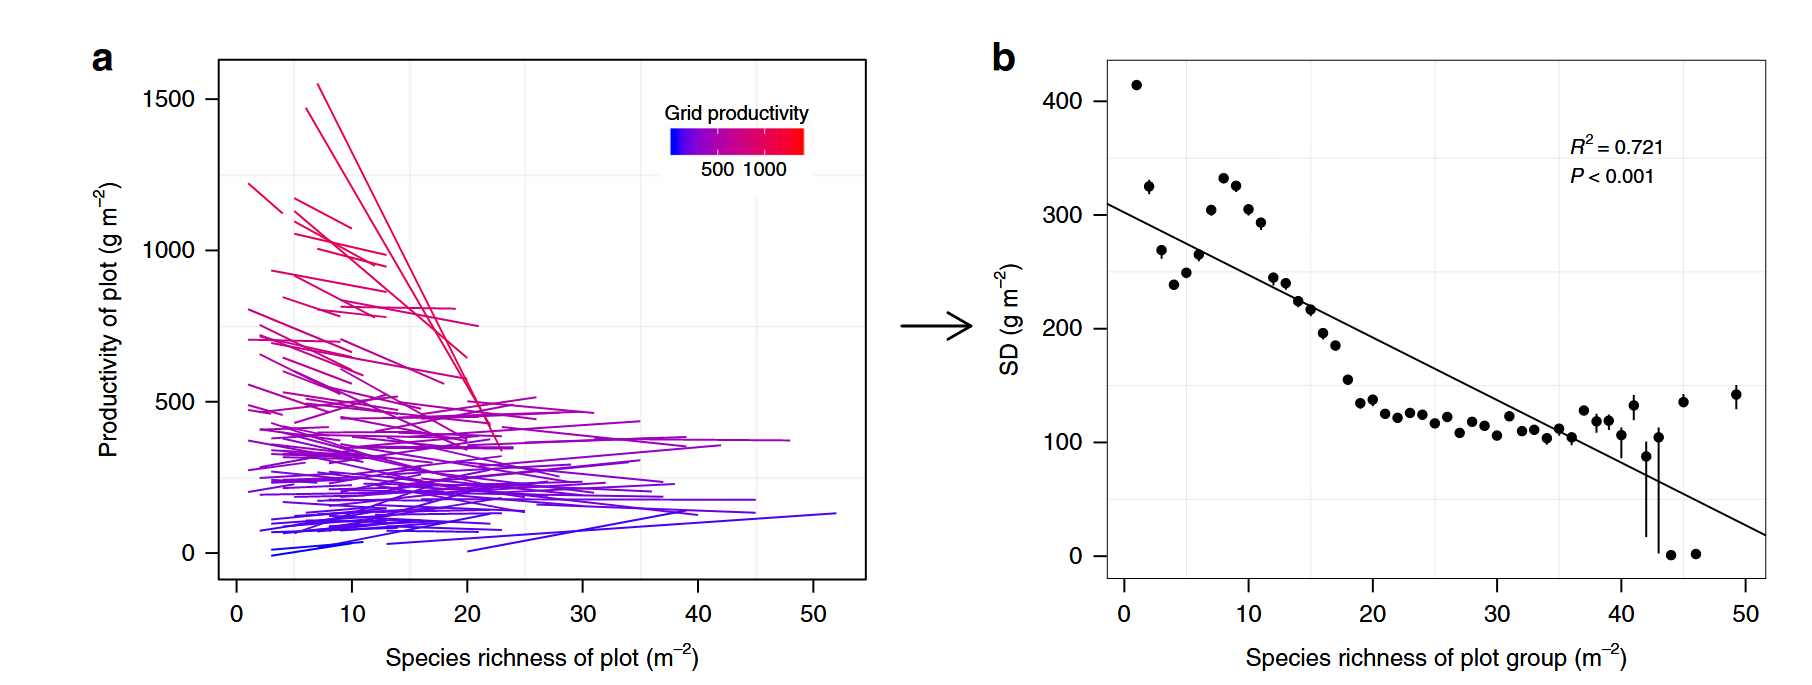 a
Productivity of plot (g m⁻²)
1500
1000
500
0
Grid productivity
500 1000
0 10 20 30 40 50
Species richness of plot (m⁻²)
b
SD (g m⁻²)
400
300
200
100
0
R² = 0.721
P < 0.001
0 10 20 30 40 50
Species richness of plot group (m⁻²)